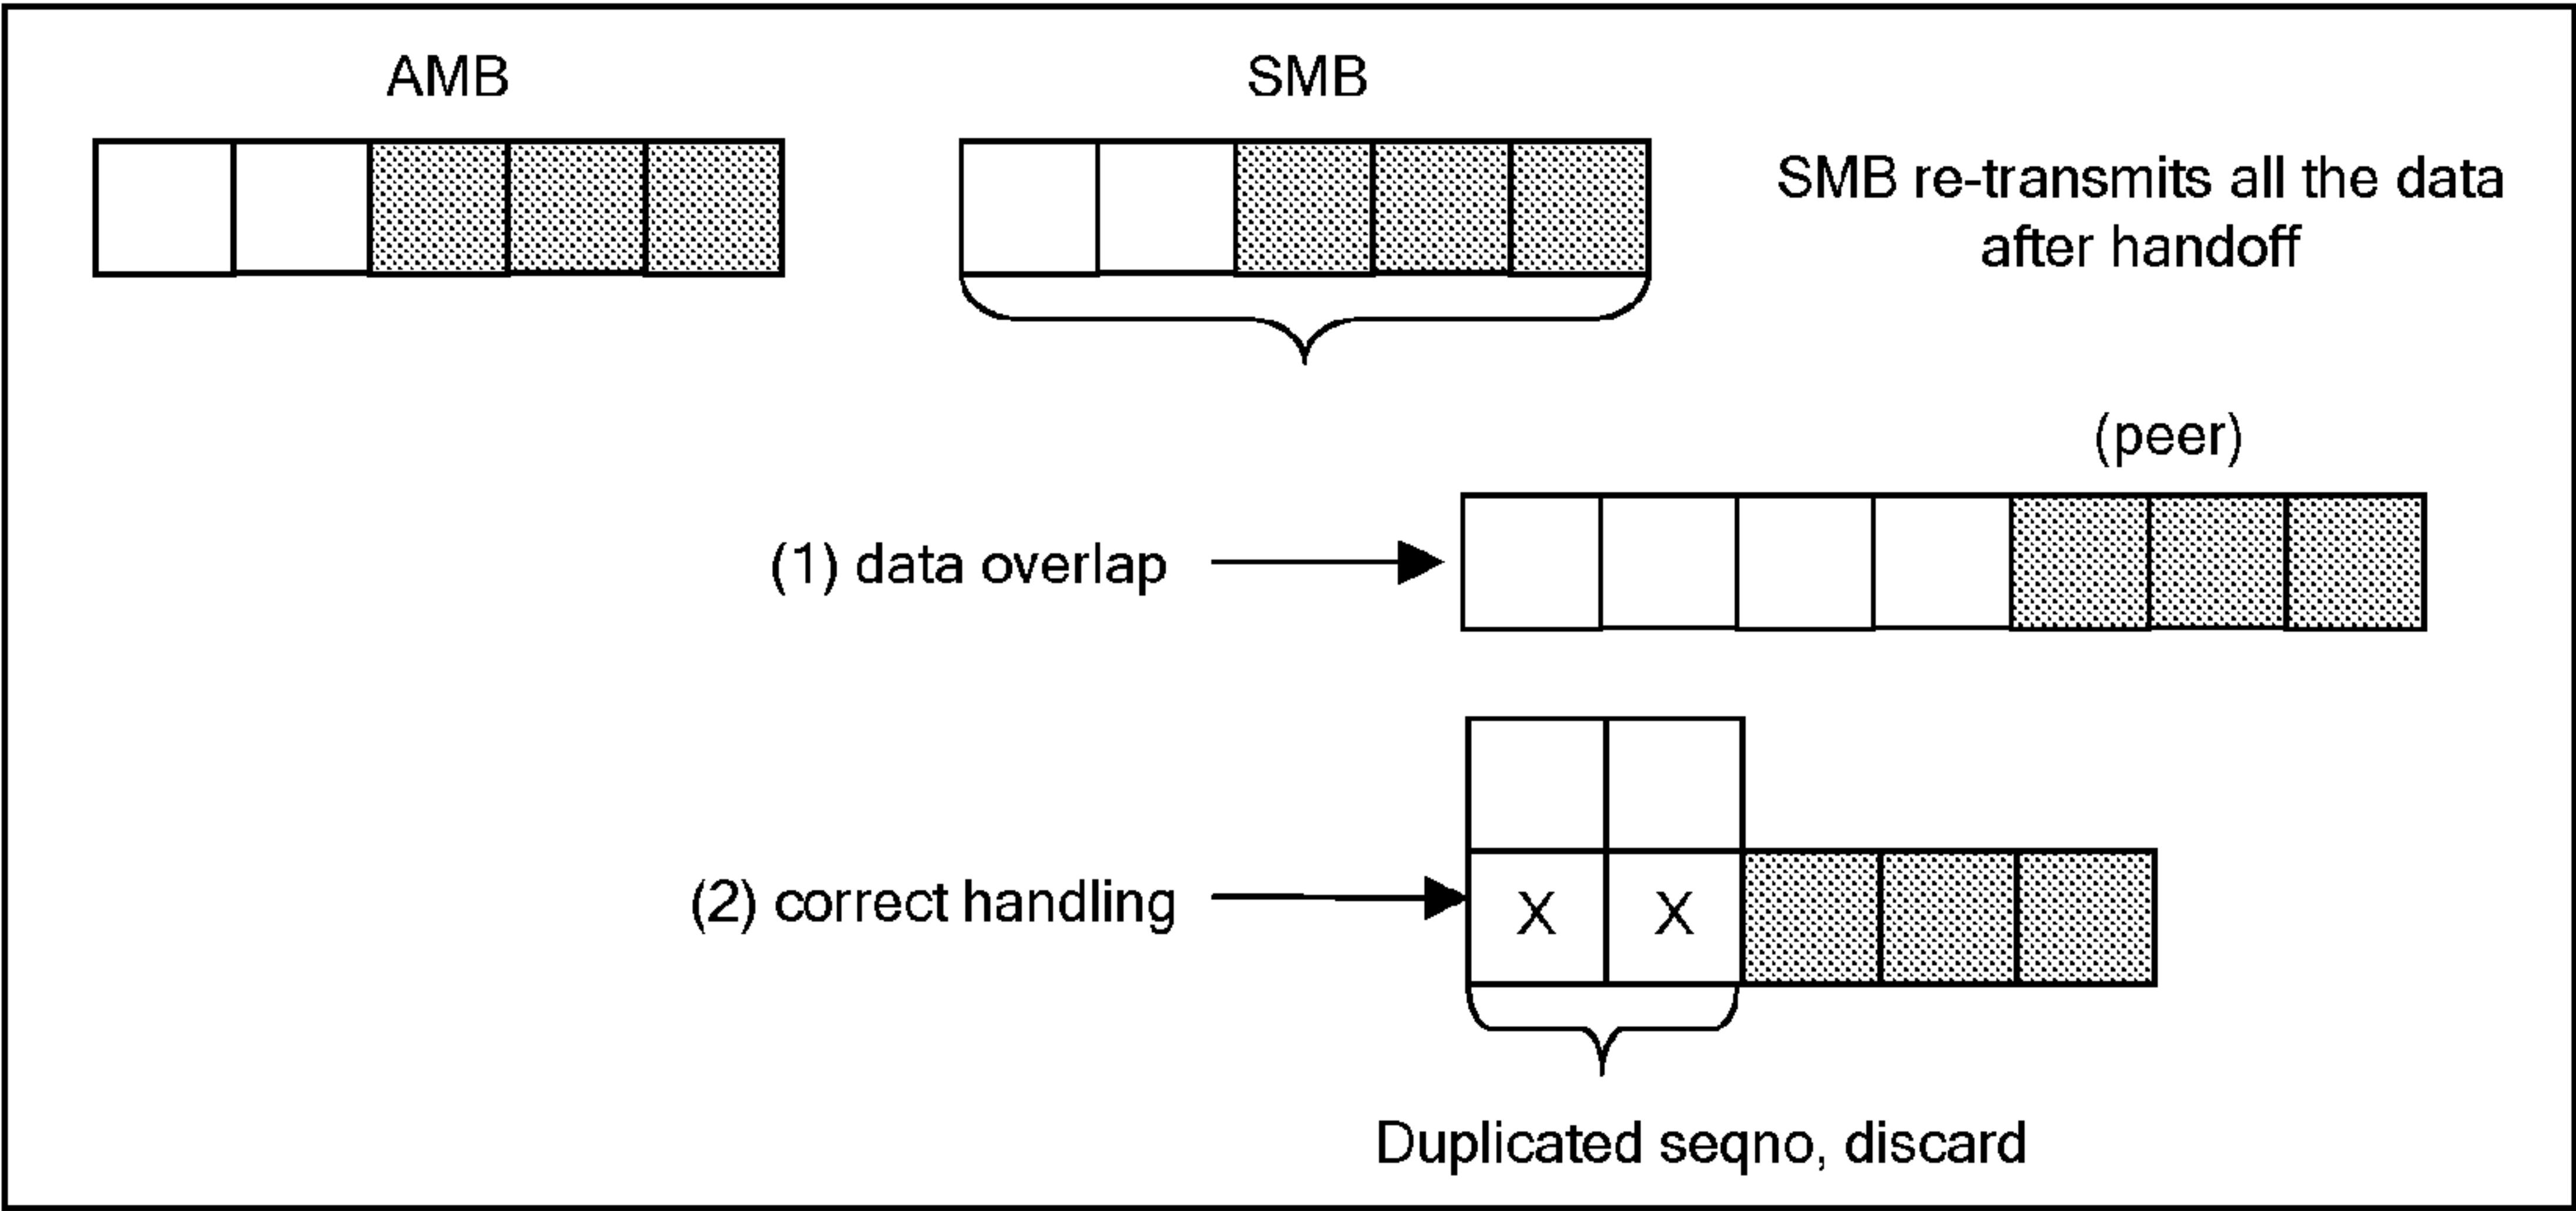 AMB
SMB
SMB re-transmits all the data
after handoff
(peer)
(1) data overlap
(2) correct handling
X X
Duplicated seqno, discard